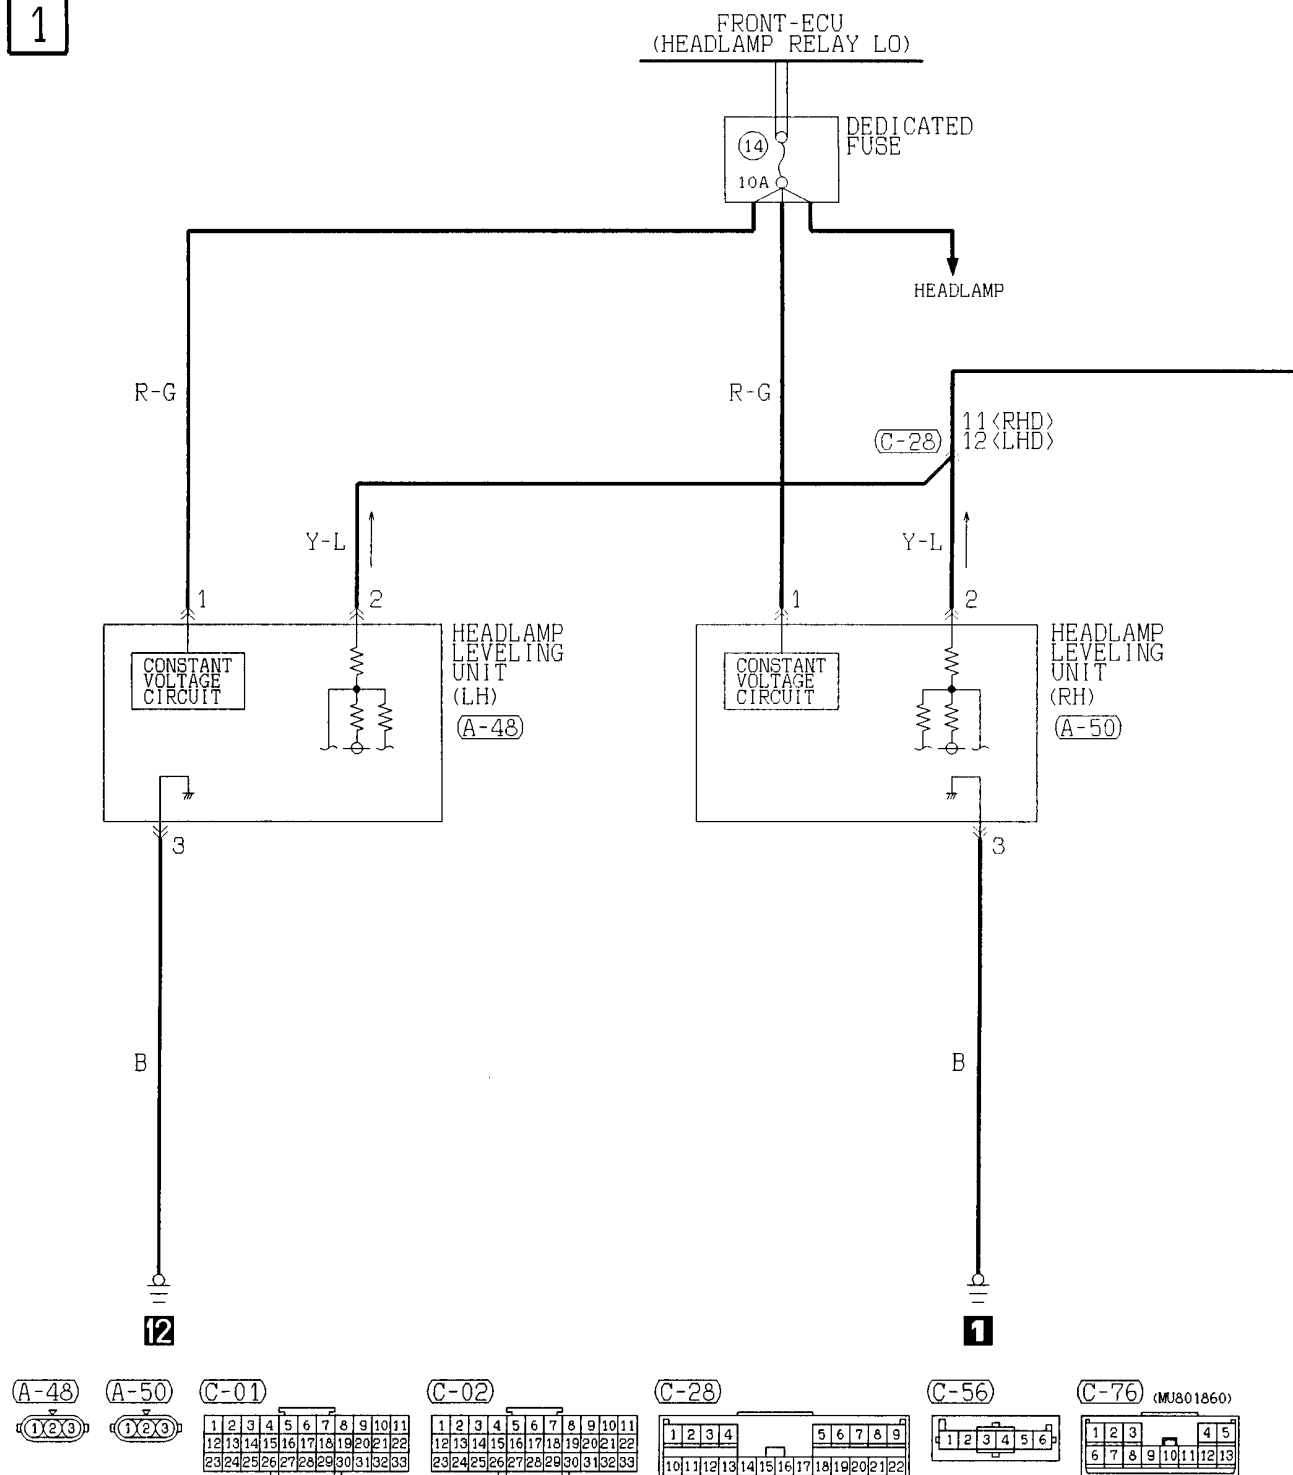 1
FRONT-ECU
(HEADLAMP RELAY LO)
DEDICATED
FUSE
14
10A
HEADLAMP
R-G
R-G
11<RHD>
12<LHD>
C-28
Y-L
Y-L
1
2
1
2
CONSTANT
VOLTAGE
CIRCUIT
HEADLAMP
LEVELING
UNIT
(LH)
A-48
CONSTANT
VOLTAGE
CIRCUIT
HEADLAMP
LEVELING
UNIT
(RH)
A-50
3
3
B
B
12
1
A-48 A-50 C-01 C-02 C-28 C-56 C-76 (MU801860)
1 2 3
1 2 3
1 2 3 4 5 6 7 8 9 10 11
12 13 14 15 16 17 18 19 20 21 22
23 24 25 26 27 28 29 30 31 32 33
1 2 3 4 5 6 7 8 9 10 11
12 13 14 15 16 17 18 19 20 21 22
23 24 25 26 27 28 29 30 31 32 33
1 2 3 4 5 6 7 8 9
10 11 12 13 14 15 16 17 18 19 20 21 22
1 2 3 4 5 6
1 2 3 4 5
6 7 8 9 10 11 12 13